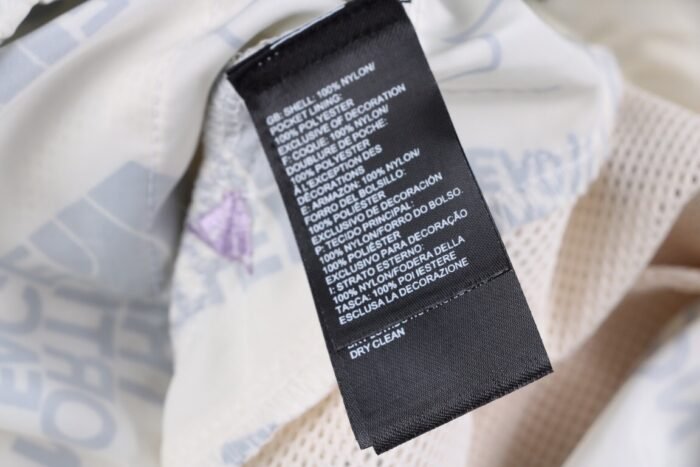 GB: SHELL: 100% NYLON/
POCKET LINING:
100% POLYESTER
EXCLUSIVE OF DECORATION
F: COQUE: 100% NYLON/
DOUBLURE DE POCHE:
100% POLYESTER
À L'EXCEPTION DES
DÉCORATIONS
E: ARMAZÓN: 100% NYLON/
FORRO DEL BOLSILLO:
100% POLIÉSTER
EXCLUSIVO DE DECORACIÓN
P: TECIDO PRINCIPAL:
100% NYLON/FORRO DO BOLSO:
100% POLIÉSTER
EXCLUSIVO PARA DECORAÇÃO
I: STRATO ESTERNO:
100% NYLON/FODERA DELLA
TASCA: 100% POLIESTERE
ESCLUSA LA DECORAZIONE
DRY CLEAN